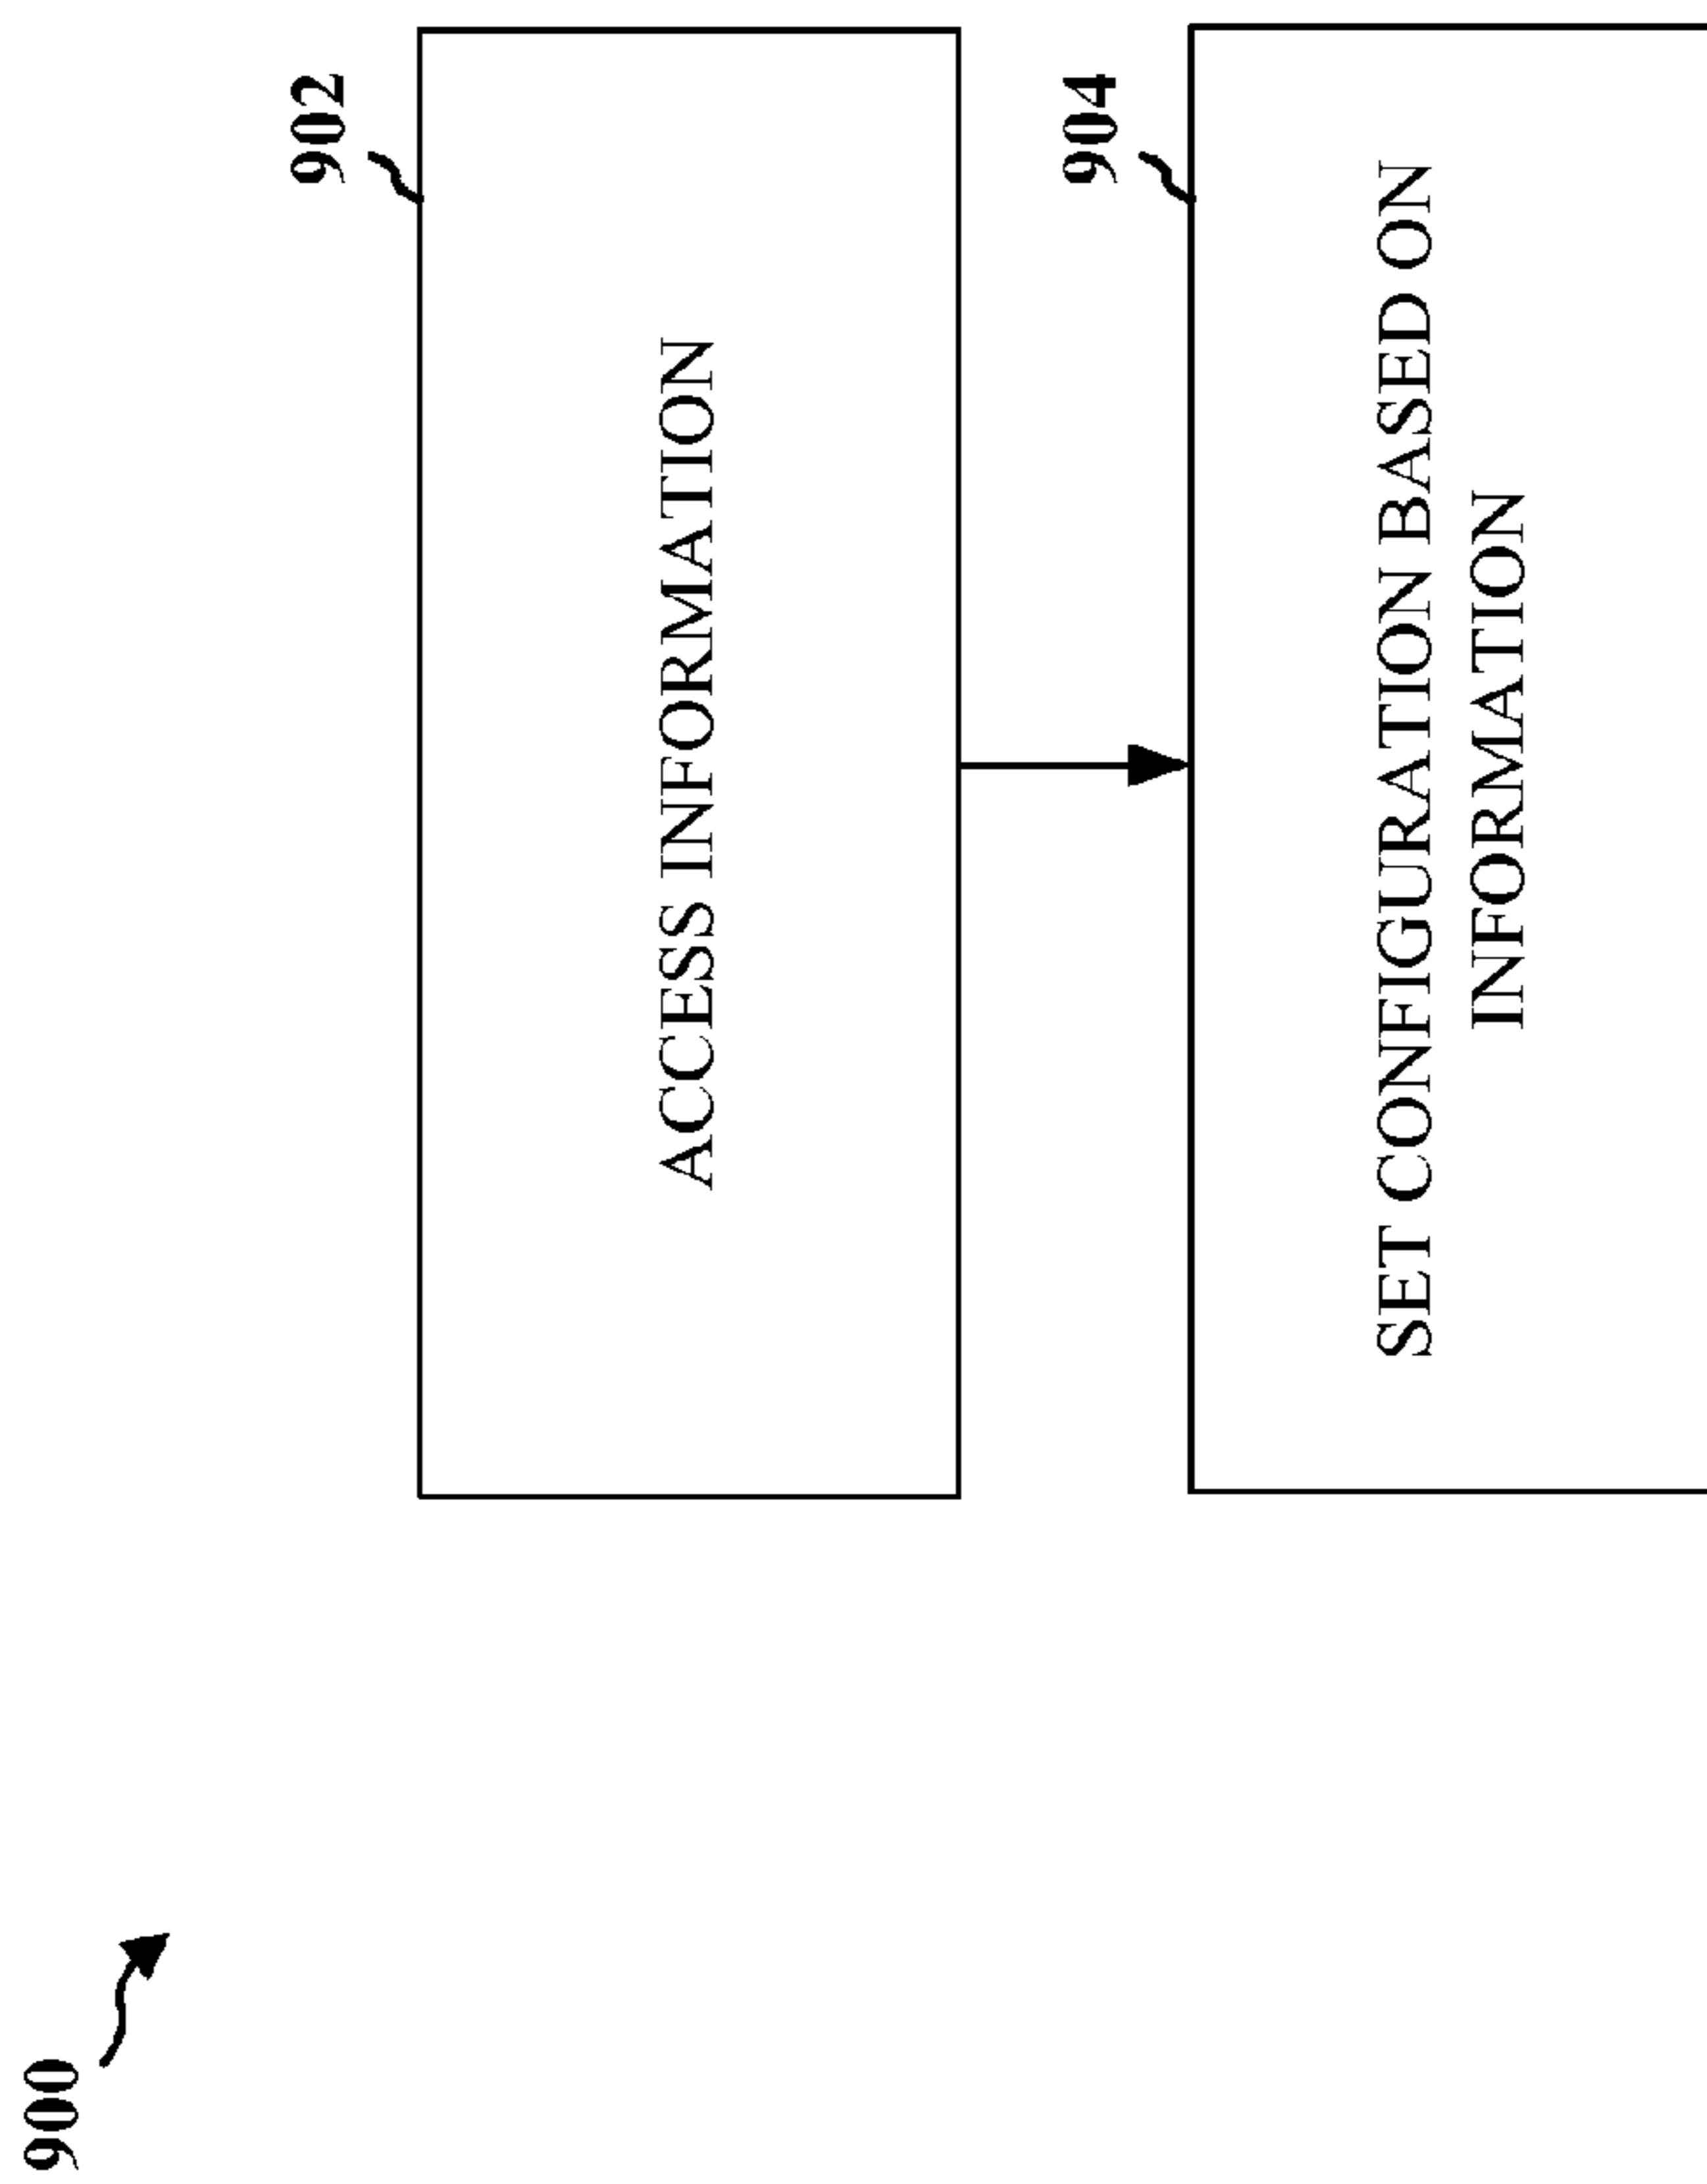 900
902
ACCESS INFORMATION
904
SET CONFIGURATION BASED ON
INFORMATION